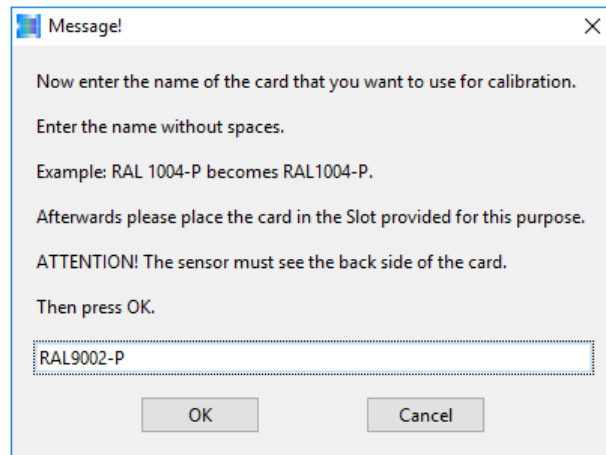 Message!
Now enter the name of the card that you want to use for calibration.
Enter the name without spaces.
Example: RAL 1004-P becomes RAL1004-P.
Afterwards please place the card in the Slot provided for this purpose.
ATTENTION! The sensor must see the back side of the card.
Then press OK.
RAL9002-P
OK Cancel